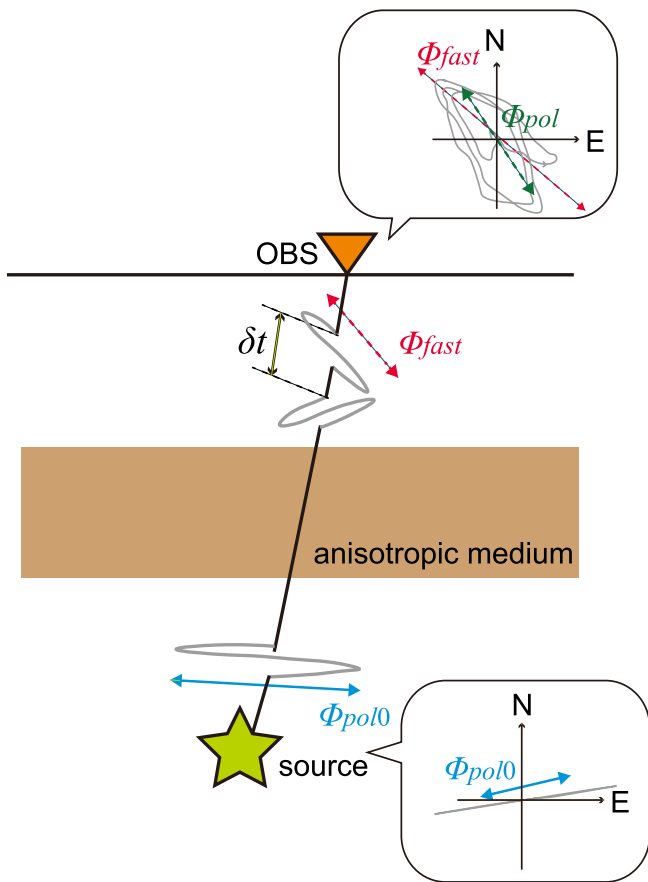 N
Φfast
Φpol
E
OBS
δt
Φfast
anisotropic medium
Φpol0
source
N
Φpol0
E